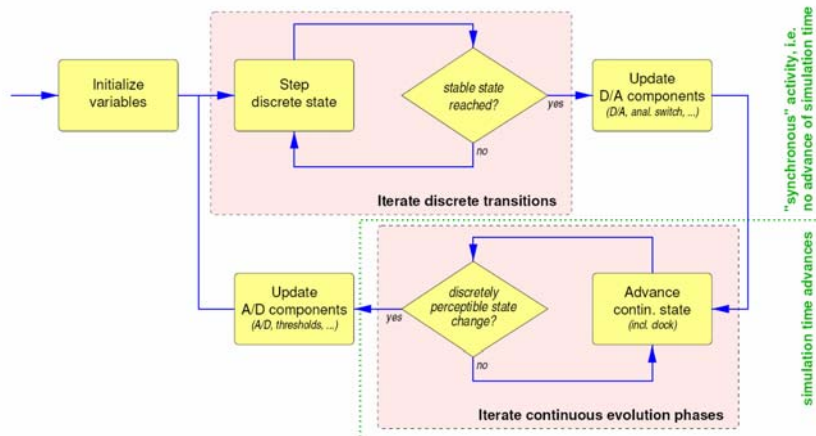 Initialize
variables
Step
discrete state
stable state
reached?
yes
no
Update
D/A components
(D/A, anal. switch, ...)
Iterate discrete transitions
"synchronous" activity, i.e.
no advance of simulation time
Update
A/D components
(A/D, thresholds, ...)
yes
discretely
perceptible state
change?
no
Advance
contin. state
(incl. clock)
Iterate continuous evolution phases
simulation time advances